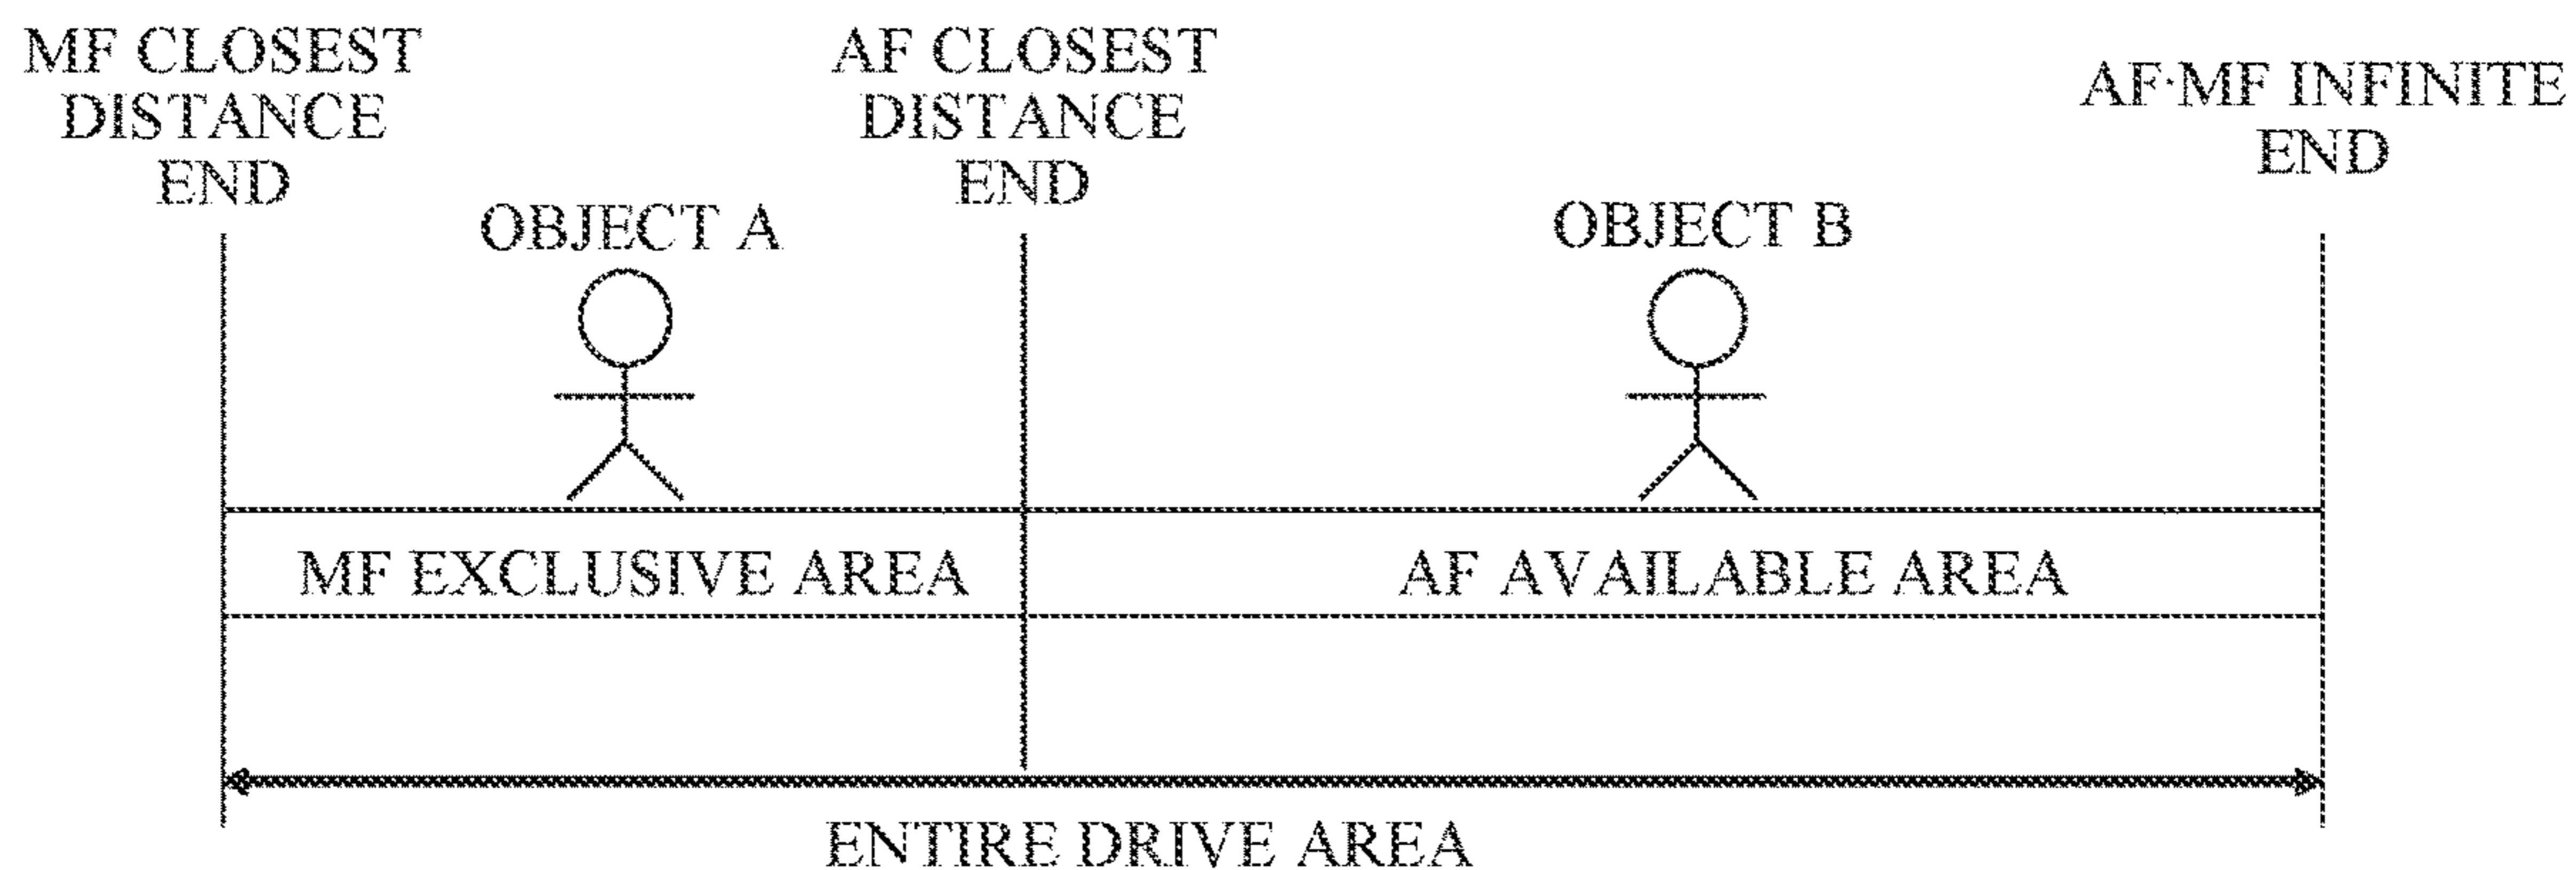 MF CLOSEST
DISTANCE
END
AF CLOSEST
DISTANCE
END
AF·MF INFINITE
END
OBJECT A
OBJECT B
MF EXCLUSIVE AREA
AF AVAILABLE AREA
ENTIRE DRIVE AREA